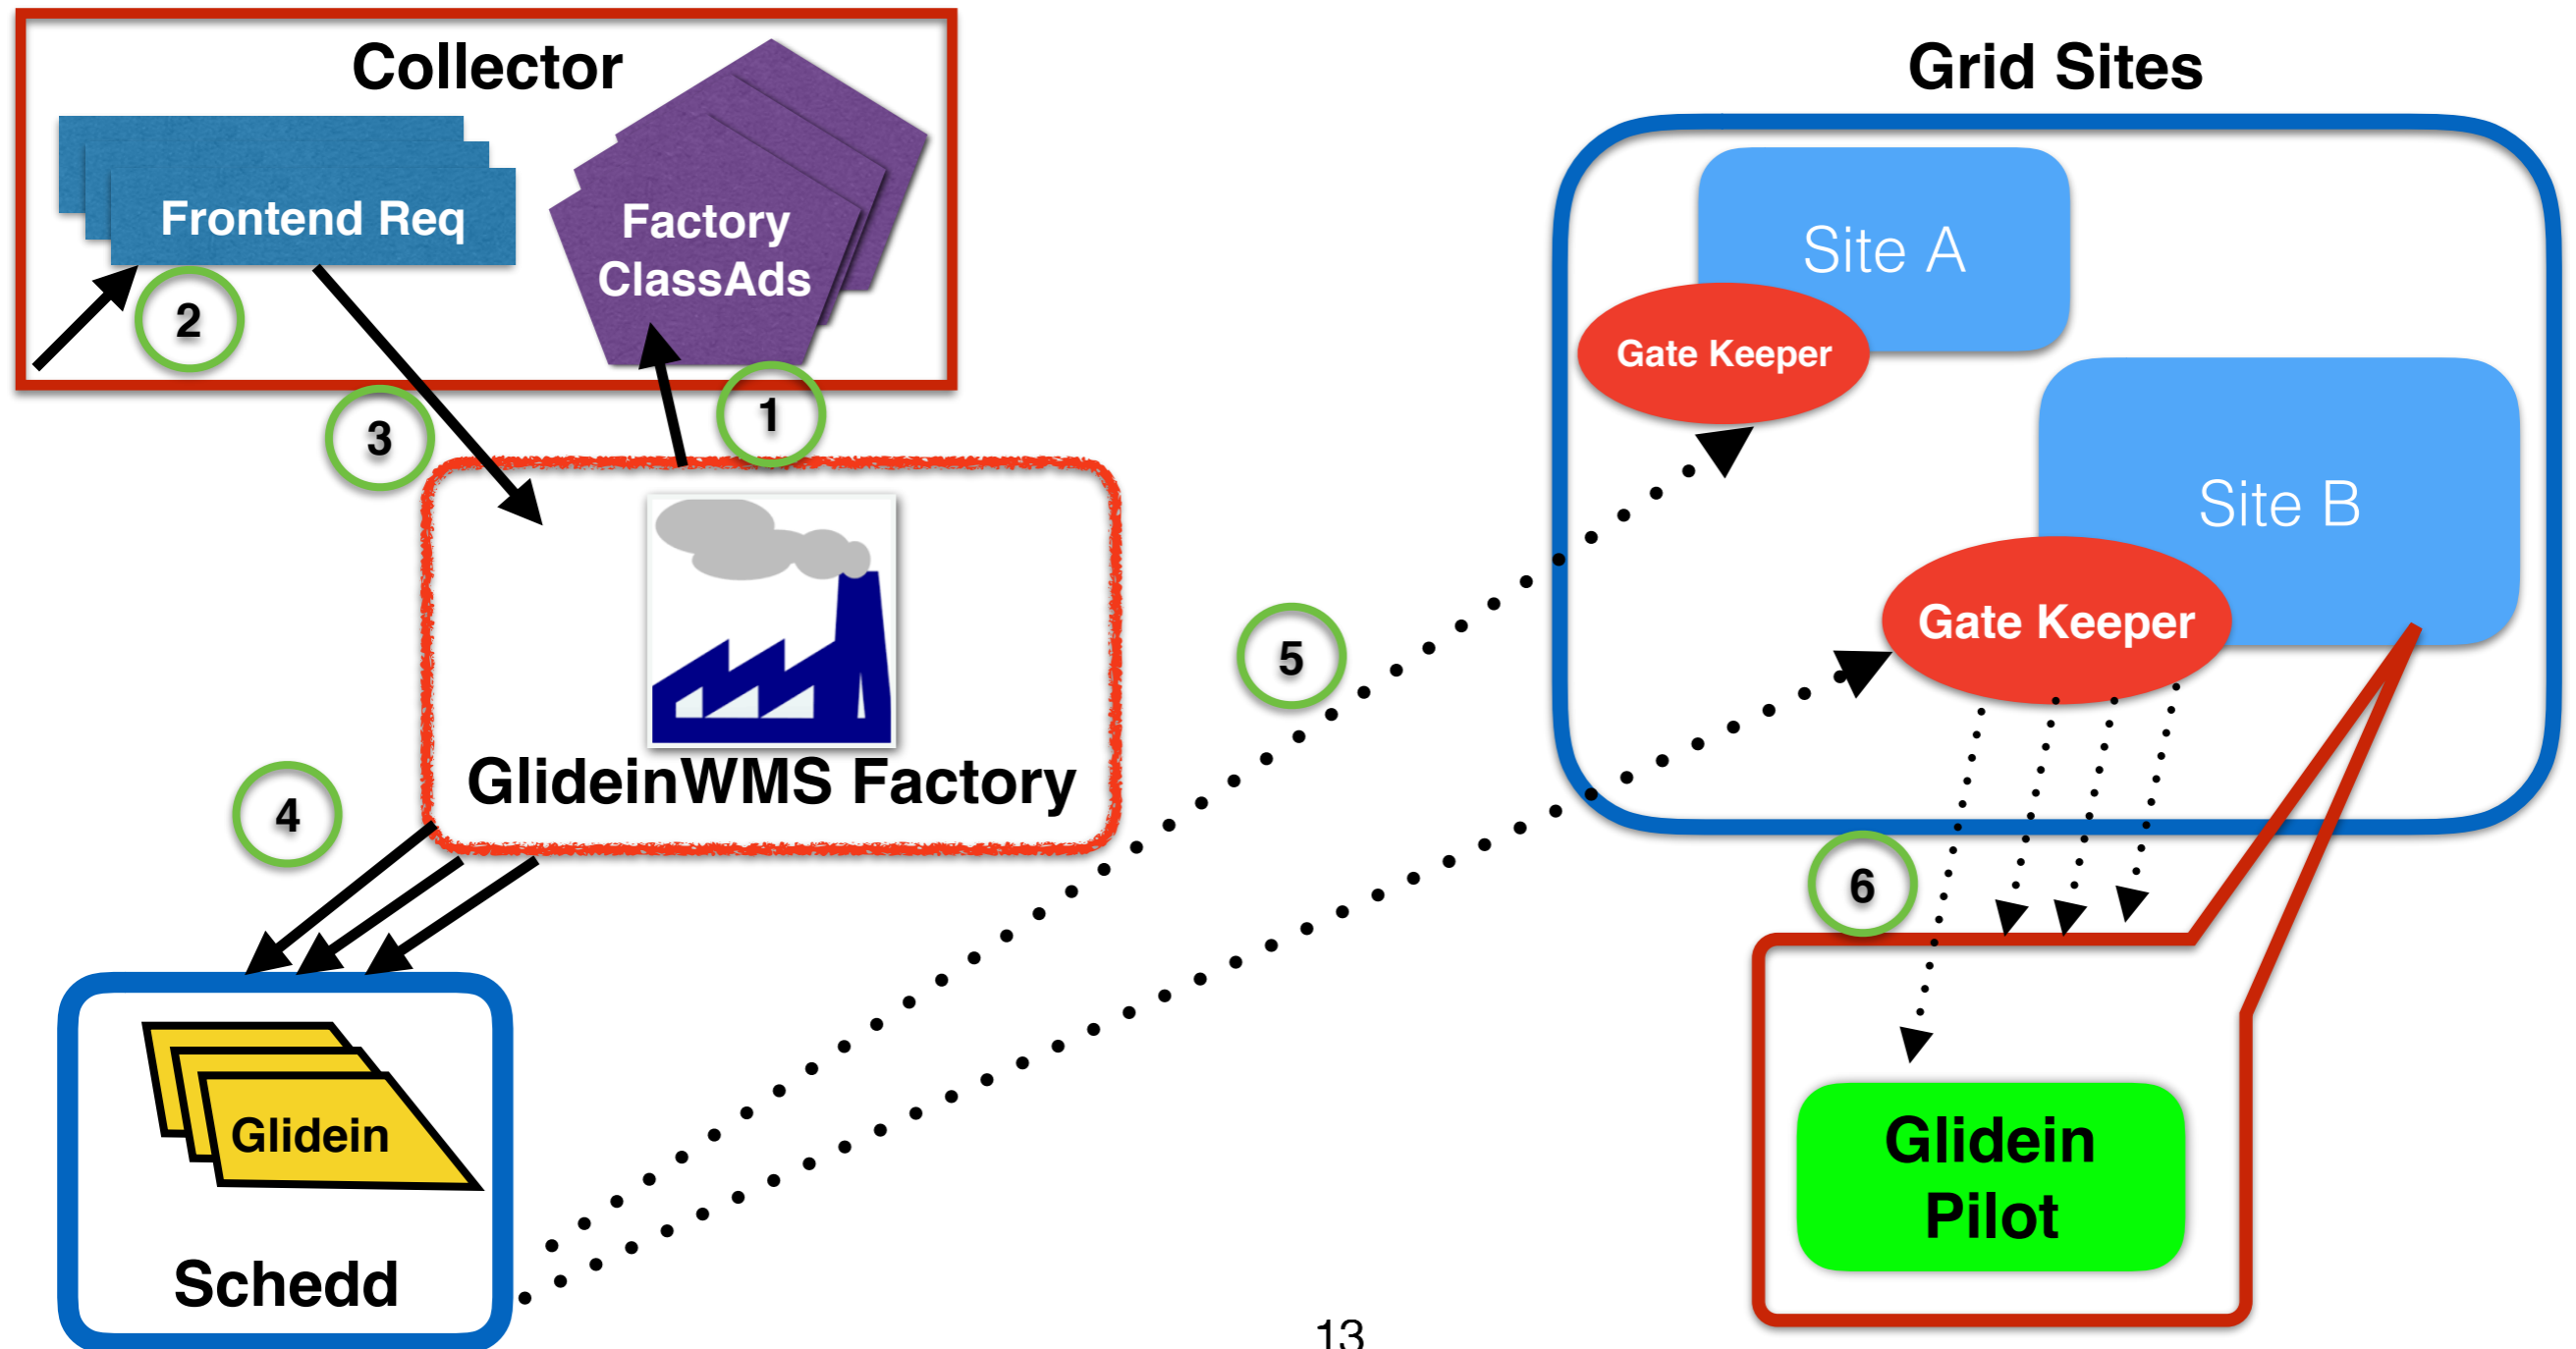 Collector
Grid Sites
Frontend Req
Factory
ClassAds
Site A
2
Gate Keeper
3
1
Site B
Gate Keeper
5
GlideinWMS Factory
4
6
Glidein
Glidein
Pilot
Schedd
13